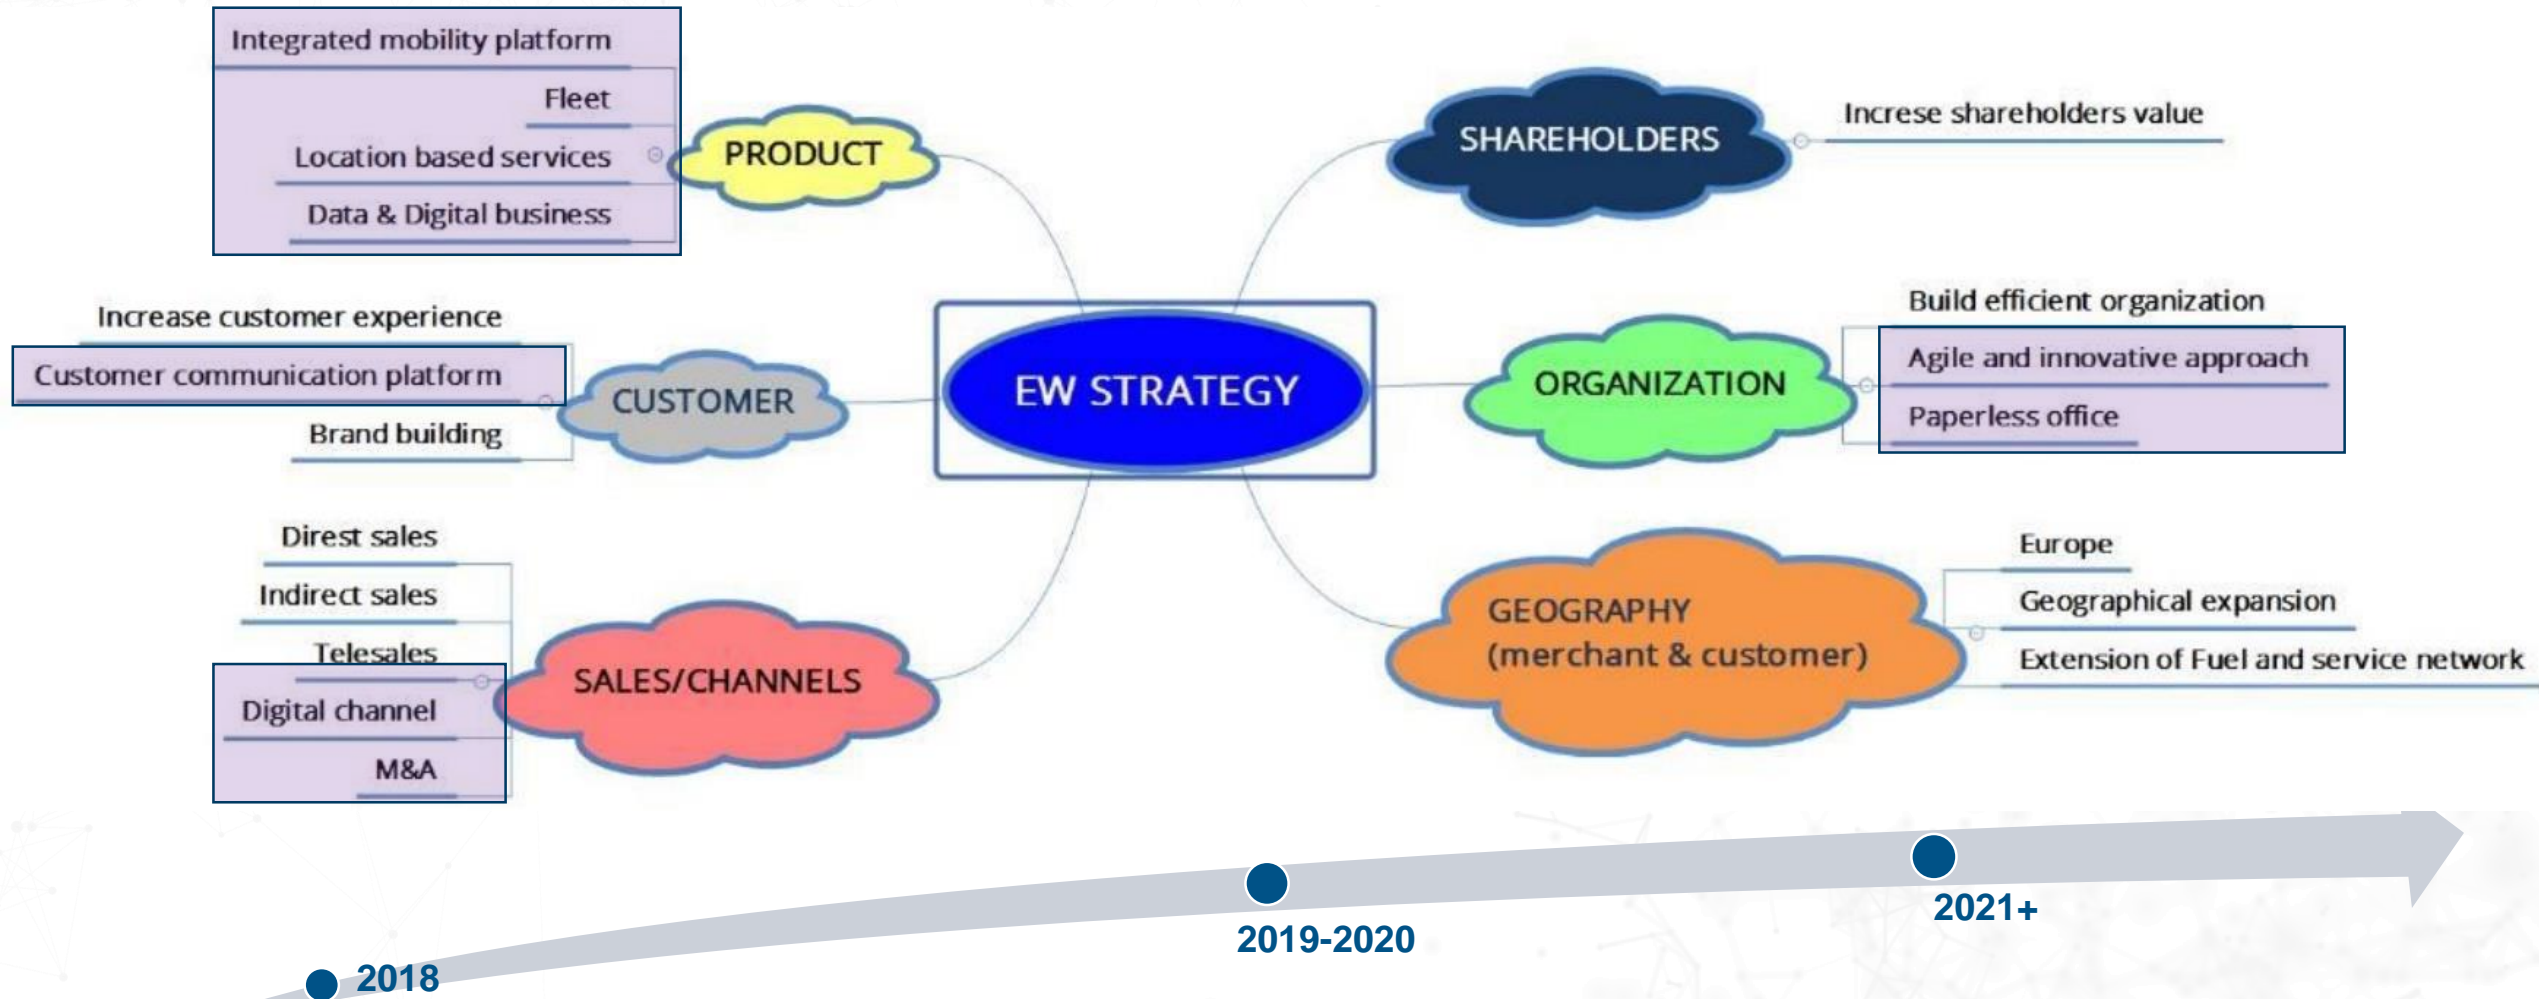 Integrated mobility platform
Fleet
Location based services
Data & Digital business
PRODUCT
Increase customer experience
Customer communication platform
Brand building
CUSTOMER
Direst sales
Indirect sales
Telesales
Digital channel
M&A
SALES/CHANNELS
EW STRATEGY
SHAREHOLDERS
Increse shareholders value
ORGANIZATION
Build efficient organization
Agile and innovative approach
Paperless office
GEOGRAPHY
(merchant & customer)
Europe
Geographical expansion
Extension of Fuel and service network
2018
2019-2020
2021+